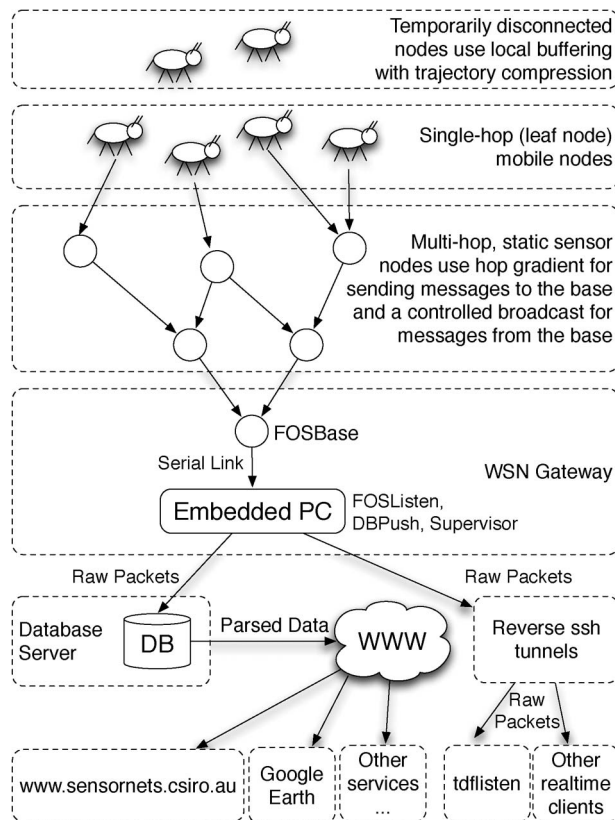 Temporarily disconnected
nodes use local buffering
with trajectory compression
Single-hop (leaf node)
mobile nodes
Multi-hop, static sensor
nodes use hop gradient for
sending messages to the base
and a controlled broadcast for
messages from the base
FOSBase
Serial Link
WSN Gateway
Embedded PC
FOSListen,
DBPush, Supervisor
Raw Packets
Raw Packets
Database
Server
DB
Parsed Data
WWW
Reverse ssh
tunnels
Raw
Packets
www.sensornets.csiro.au
Google
Earth
Other
services
...
tdflisten
Other
realtime
clients